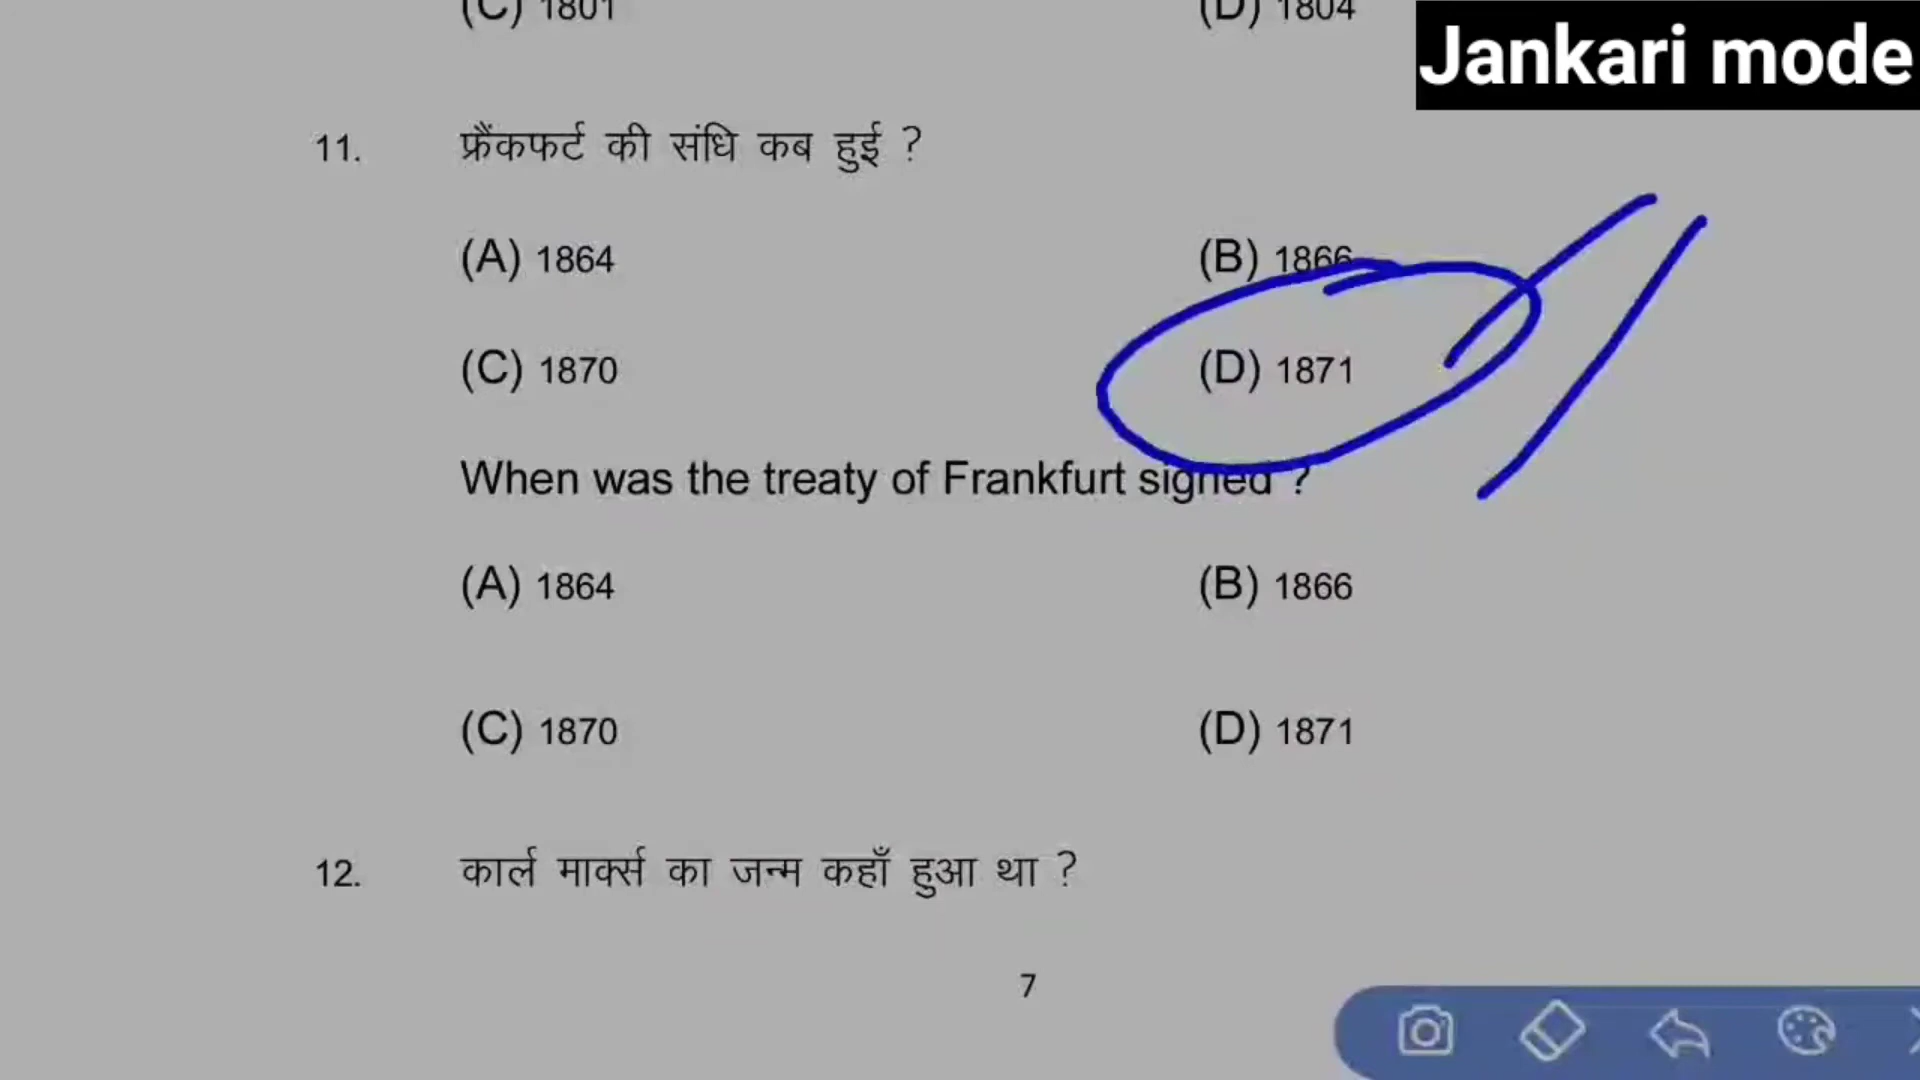 (C) 1801 (D) 1804
Jankari mode
11. फ्रैंकफर्ट की संधि कब हुई ?
(A) 1864 (B) 1866
(C) 1870 (D) 1871
When was the treaty of Frankfurt signed ?
(A) 1864 (B) 1866
(C) 1870 (D) 1871
12. कार्ल मार्क्स का जन्म कहाँ हुआ था ?
7